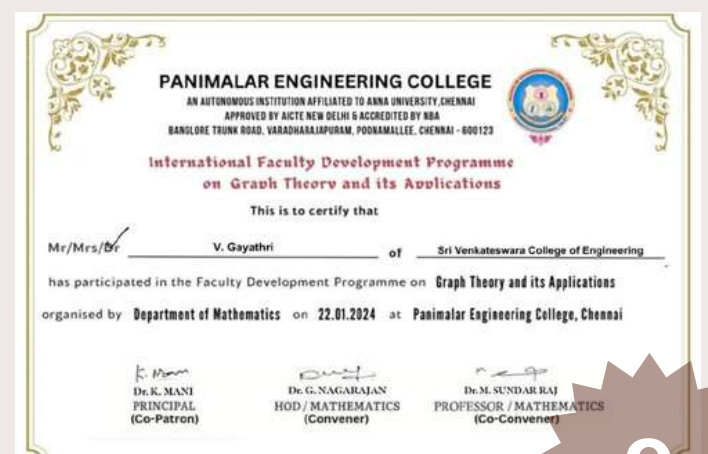 PANIMALAR ENGINEERING COLLEGE
AN AUTONOMOUS INSTITUTION AFFILIATED TO ANNA UNIVERSITY, CHENNAI
APPROVED BY AICTE NEW DELHI & ACCREDITED BY NBA
BANGLORE TRUNK ROAD, VARADHARAJAPURAM, POONAMALLEE, CHENNAI - 600123
International Faculty Development Programme
on Graph Theory and its Applications
This is to certify that
Mr/Mrs/Dr V. Gayathri of Sri Venkateswara College of Engineering
has participated in the Faculty Development Programme on Graph Theory and its Applications
organised by Department of Mathematics on 22.01.2024 at Panimalar Engineering College, Chennai
K. Mani
Dr. K. MANI Dr. G. NAGARAJAN Dr. M. SUNDAR RAJ
PRINCIPAL HOD / MATHEMATICS PROFESSOR / MATHEMATICS
(Co-Patron) (Convener) (Co-Convener)